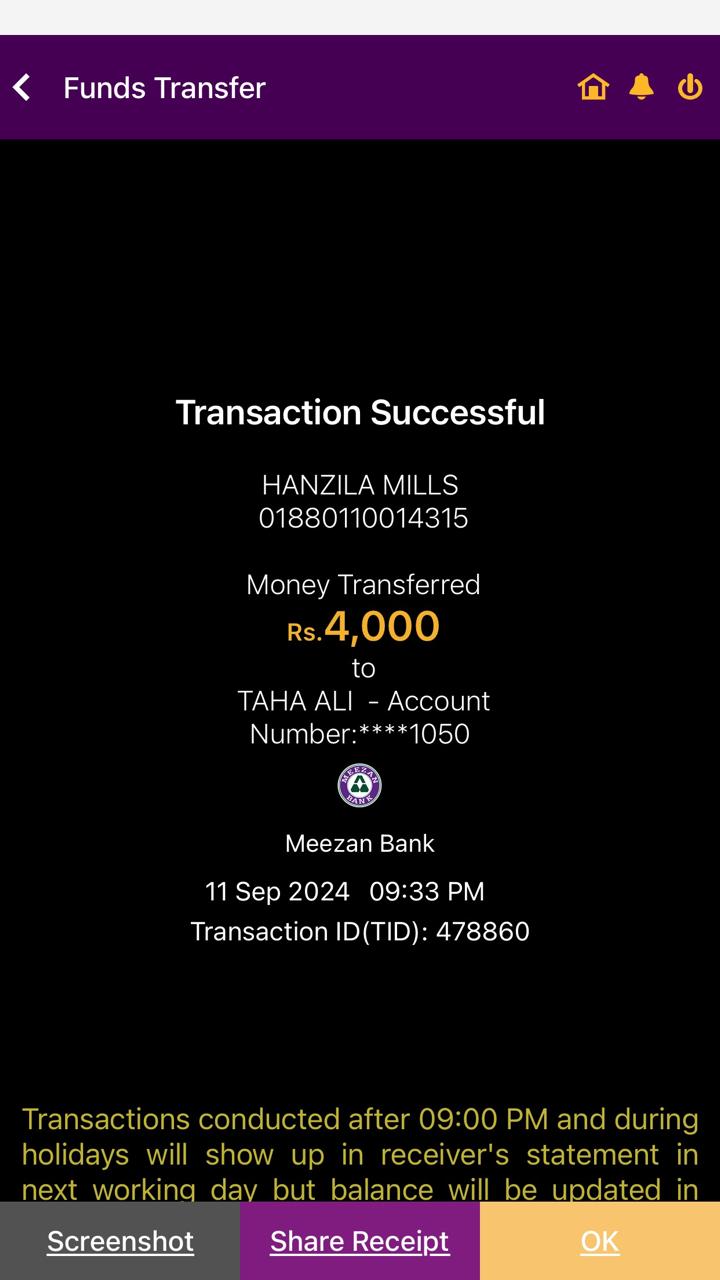 Funds Transfer
Transaction Successful
HANZILA MILLS
01880110014315
Money Transferred
Rs.4,000
to
TAHA ALI - Account
Number:****1050
MEEZAN BANK
Meezan Bank
11 Sep 2024 09:33 PM
Transaction ID(TID): 478860
Transactions conducted after 09:00 PM and during
holidays will show up in receiver's statement in
next working day but balance will be updated in
Screenshot Share Receipt OK